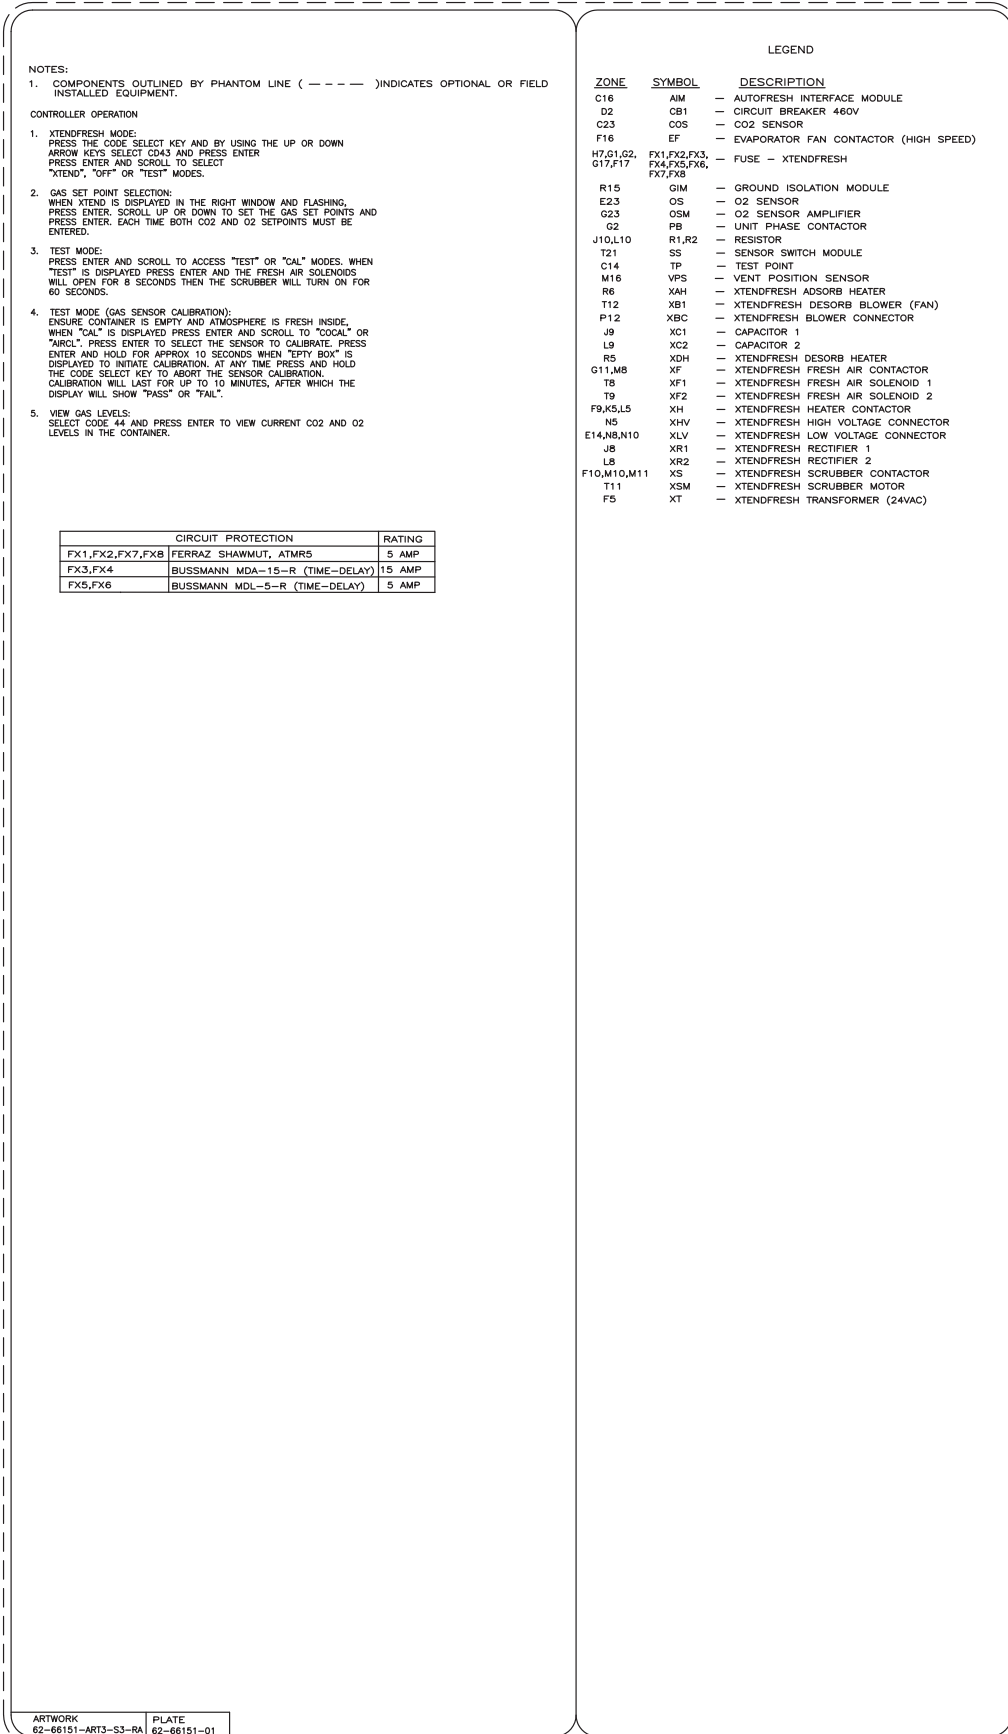 NOTES:
1. COMPONENTS OUTLINED BY PHANTOM LINE ( — – – – — )INDICATES OPTIONAL OR FIELD
INSTALLED EQUIPMENT.
CONTROLLER OPERATION
1. XTENDFRESH MODE:
PRESS THE CODE SELECT KEY AND BY USING THE UP OR DOWN
ARROW KEYS SELECT CD43 AND PRESS ENTER
PRESS ENTER AND SCROLL TO SELECT
"XTEND", "OFF" OR "TEST" MODES.
2. GAS SET POINT SELECTION:
WHEN XTEND IS DISPLAYED IN THE RIGHT WINDOW AND FLASHING,
PRESS ENTER. SCROLL UP OR DOWN TO SET THE GAS SET POINTS AND
PRESS ENTER. EACH TIME BOTH CO2 AND O2 SETPOINTS MUST BE
ENTERED.
3. TEST MODE:
PRESS ENTER AND SCROLL TO ACCESS "TEST" OR "CAL" MODES. WHEN
"TEST" IS DISPLAYED PRESS ENTER AND THE FRESH AIR SOLENOIDS
WILL OPEN FOR 8 SECONDS THEN THE SCRUBBER WILL TURN ON FOR
60 SECONDS.
4. TEST MODE (GAS SENSOR CALIBRATION):
ENSURE CONTAINER IS EMPTY AND ATMOSPHERE IS FRESH INSIDE,
WHEN "CAL" IS DISPLAYED PRESS ENTER AND SCROLL TO "COCAL" OR
"AIRCL". PRESS ENTER TO SELECT THE SENSOR TO CALIBRATE. PRESS
ENTER AND HOLD FOR APPROX 10 SECONDS WHEN "EPTY BOX" IS
DISPLAYED TO INITIATE CALIBRATION. AT ANY TIME PRESS AND HOLD
THE CODE SELECT KEY TO ABORT THE SENSOR CALIBRATION.
CALIBRATION WILL LAST FOR UP TO 10 MINUTES, AFTER WHICH THE
DISPLAY WILL SHOW "PASS" OR "FAIL".
5. VIEW GAS LEVELS:
SELECT CODE 44 AND PRESS ENTER TO VIEW CURRENT CO2 AND O2
LEVELS IN THE CONTAINER.
CIRCUIT PROTECTION RATING
FX1,FX2,FX7,FX8 FERRAZ SHAWMUT, ATMR5 5 AMP
FX3,FX4 BUSSMANN MDA–15–R (TIME–DELAY) 15 AMP
FX5,FX6 BUSSMANN MDL–5–R (TIME–DELAY) 5 AMP
ARTWORK PLATE
62–66151–ART3–S3–RA 62–66151–01
LEGEND
ZONE SYMBOL DESCRIPTION
C16 AIM — AUTOFRESH INTERFACE MODULE
D2 CB1 — CIRCUIT BREAKER 460V
C23 COS — CO2 SENSOR
F16 EF — EVAPORATOR FAN CONTACTOR (HIGH SPEED)
H7,G1,G2, FX1,FX2,FX3,
G17,F17 FX4,FX5,FX6, — FUSE – XTENDFRESH
FX7,FX8
R15 GIM — GROUND ISOLATION MODULE
E23 OS — O2 SENSOR
G23 OSM — O2 SENSOR AMPLIFIER
G2 PB — UNIT PHASE CONTACTOR
J10,L10 R1,R2 — RESISTOR
T21 SS — SENSOR SWITCH MODULE
C14 TP — TEST POINT
M16 VPS — VENT POSITION SENSOR
R6 XAH — XTENDFRESH ADSORB HEATER
T12 XB1 — XTENDFRESH DESORB BLOWER (FAN)
P12 XBC — XTENDFRESH BLOWER CONNECTOR
J9 XC1 — CAPACITOR 1
L9 XC2 — CAPACITOR 2
R5 XDH — XTENDFRESH DESORB HEATER
G11,M8 XF — XTENDFRESH FRESH AIR CONTACTOR
T8 XF1 — XTENDFRESH FRESH AIR SOLENOID 1
T9 XF2 — XTENDFRESH FRESH AIR SOLENOID 2
F9,K5,L5 XH — XTENDFRESH HEATER CONTACTOR
N5 XHV — XTENDFRESH HIGH VOLTAGE CONNECTOR
E14,N8,N10 XLV — XTENDFRESH LOW VOLTAGE CONNECTOR
J8 XR1 — XTENDFRESH RECTIFIER 1
L8 XR2 — XTENDFRESH RECTIFIER 2
F10,M10,M11 XS — XTENDFRESH SCRUBBER CONTACTOR
T11 XSM — XTENDFRESH SCRUBBER MOTOR
F5 XT — XTENDFRESH TRANSFORMER (24VAC)